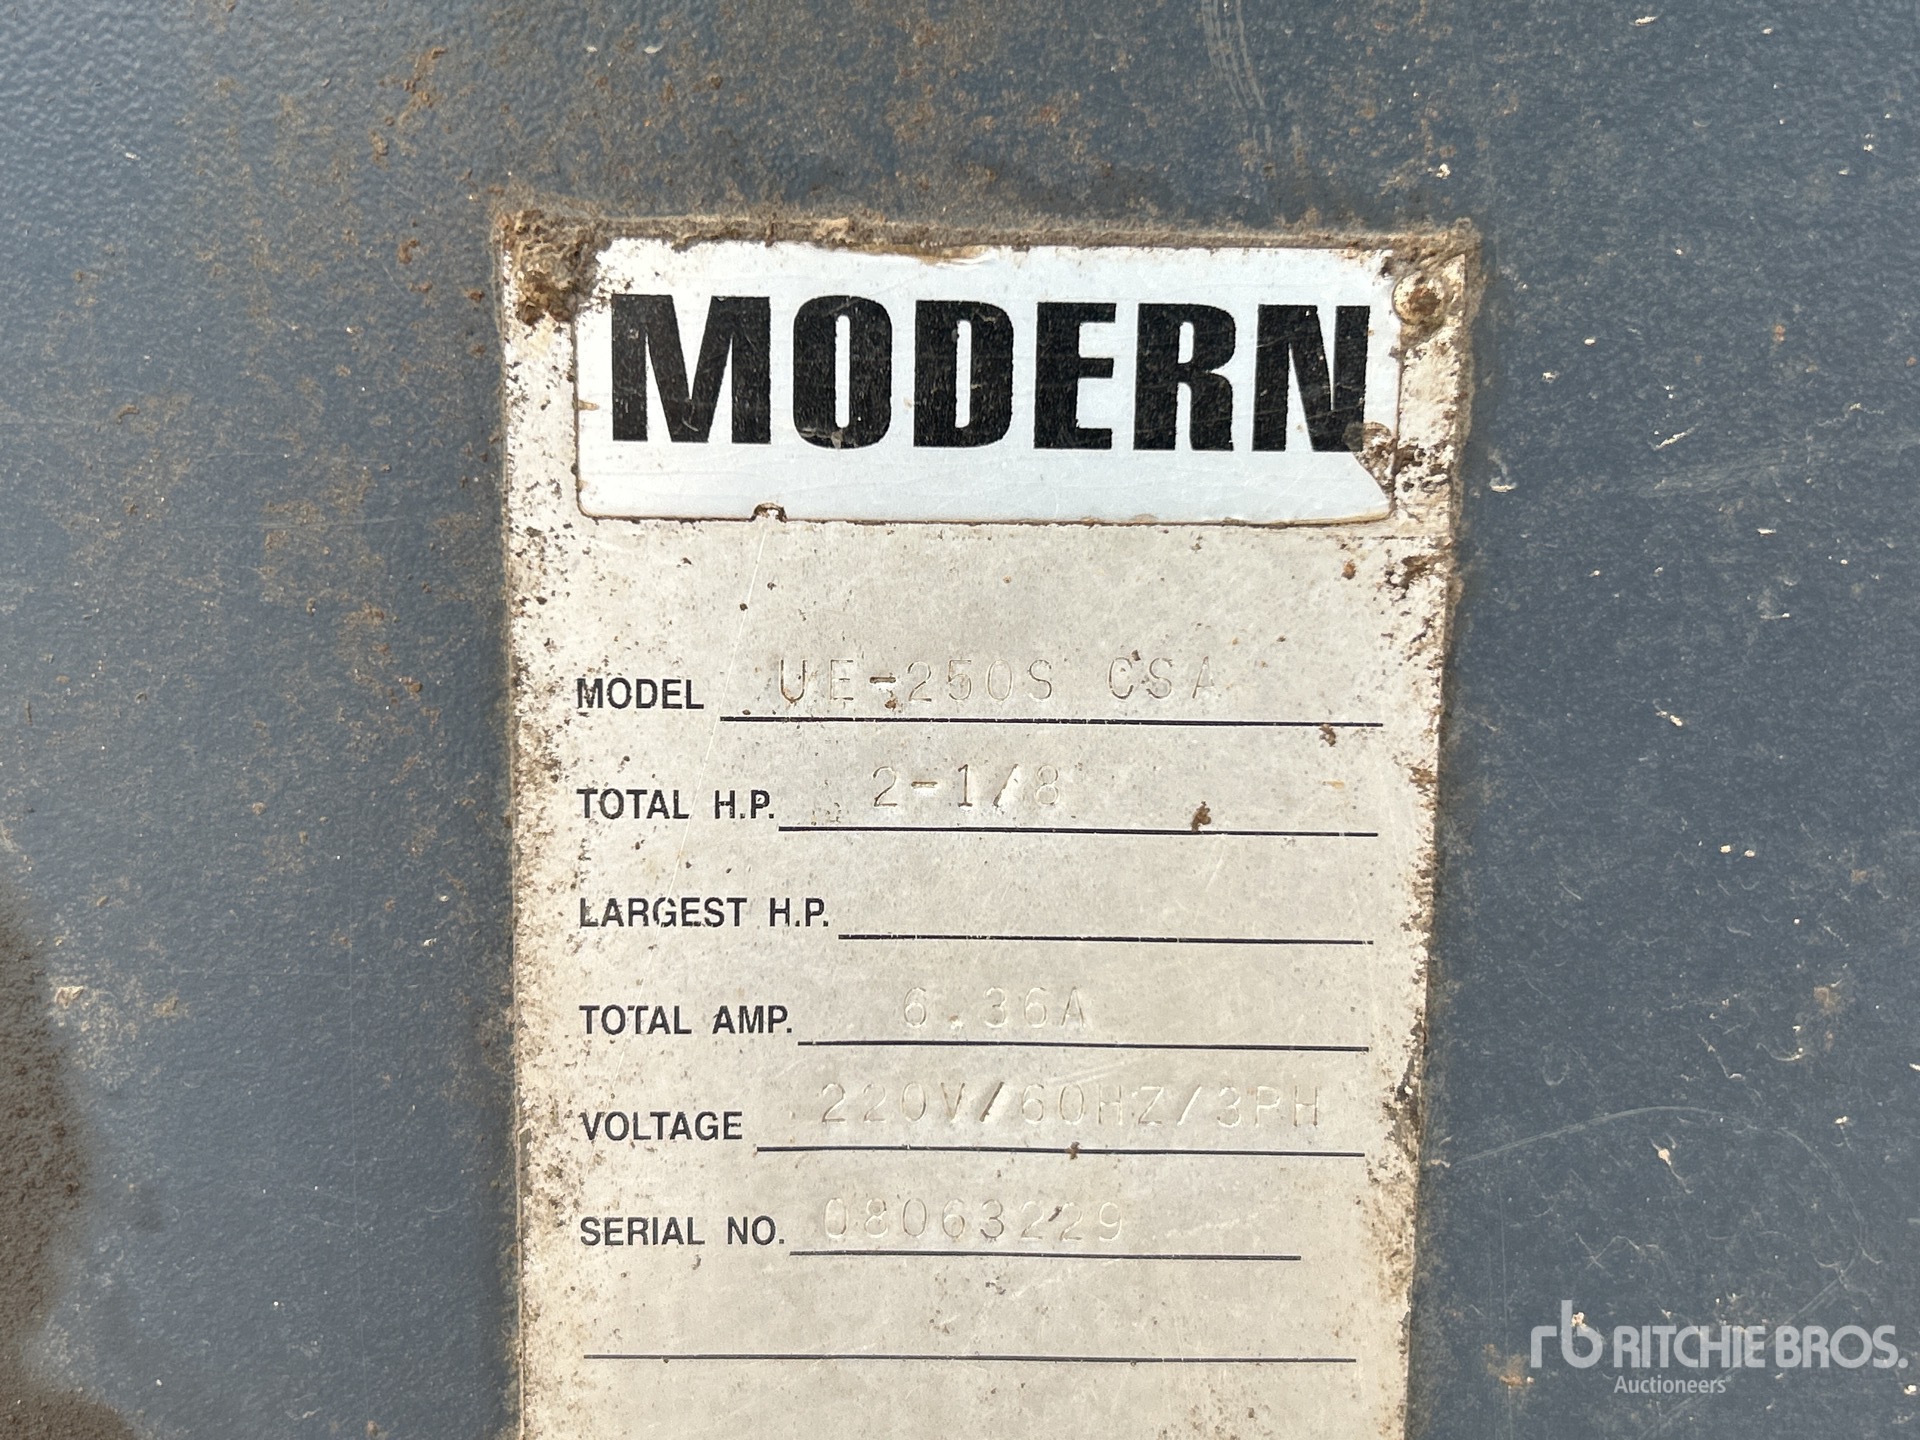 MODERN
MODEL UE-250S CSA
TOTAL H.P. 2-1/8
LARGEST H.P.
TOTAL AMP. 6.36A
VOLTAGE 220V/60HZ/3PH
SERIAL NO. 08063229
rb RITCHIE BROS.
Auctioneers